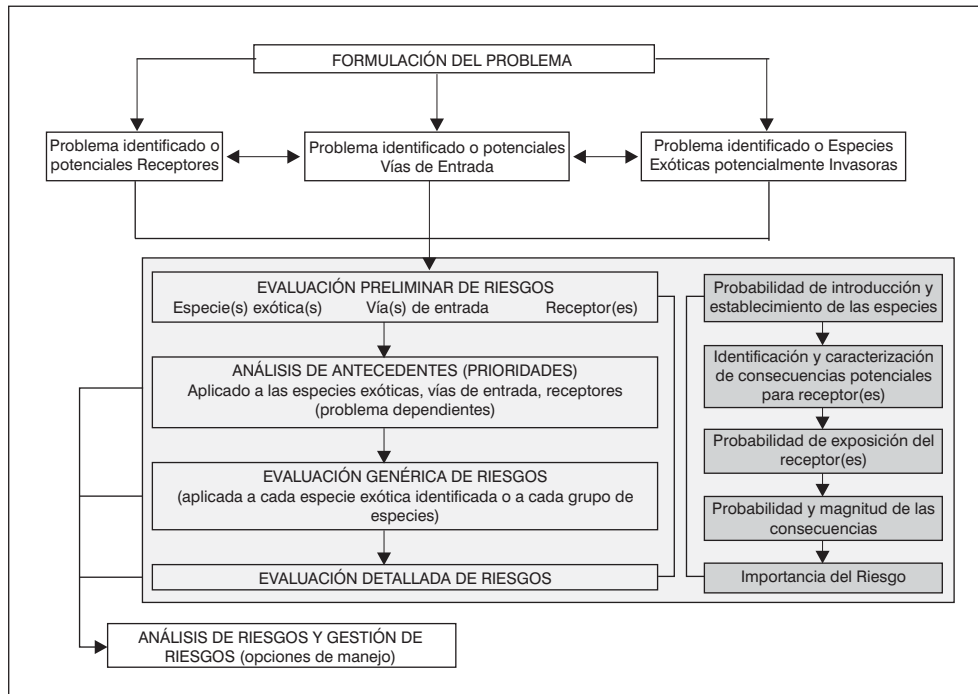 FORMULACIÓN DEL PROBLEMA
Problema identificado o
potenciales Receptores
Problema identificado o potenciales
Vías de Entrada
Problema identificado o Especies
Exóticas potencialmente Invasoras
EVALUACIÓN PRELIMINAR DE RIESGOS
Especie(s) exótica(s) Vía(s) de entrada Receptor(es)
ANÁLISIS DE ANTECEDENTES (PRIORIDADES)
Aplicado a las especies exóticas, vías de entrada, receptores
(problema dependientes)
EVALUACIÓN GENÉRICA DE RIESGOS
(aplicada a cada especie exótica identificada o a cada grupo de
especies)
EVALUACIÓN DETALLADA DE RIESGOS
Probabilidad de introducción y
establecimiento de las especies
Identificación y caracterización
de consecuencias potenciales
para receptor(es)
Probabilidad de exposición del
receptor(es)
Probabilidad y magnitud de las
consecuencias
Importancia del Riesgo
ANÁLISIS DE RIESGOS Y GESTIÓN DE
RIESGOS (opciones de manejo)